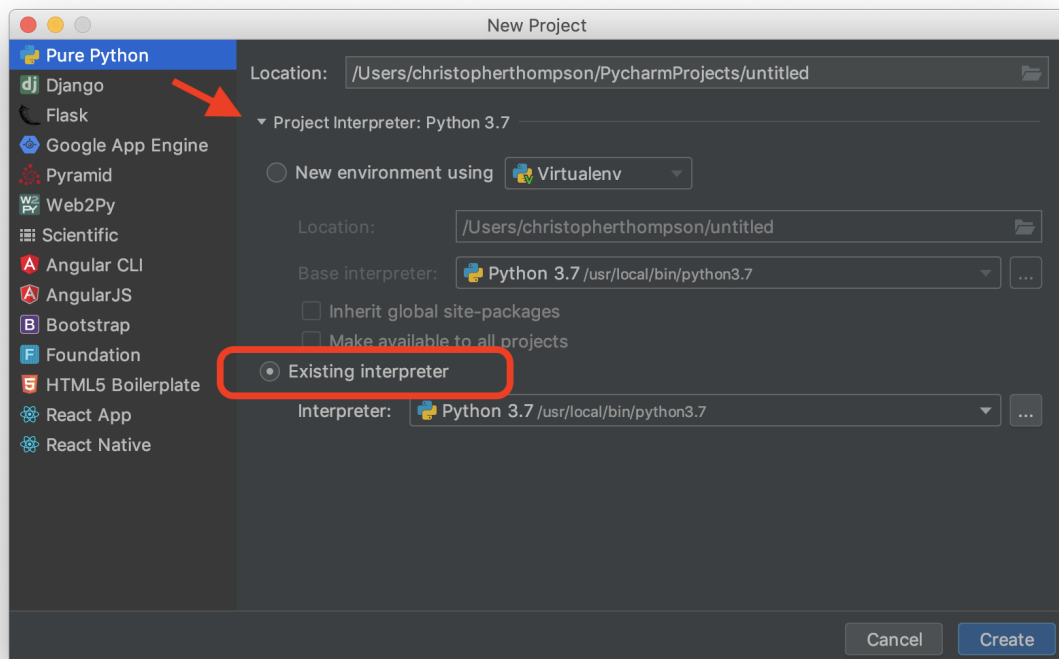 New Project
Pure Python
Django
Flask
Google App Engine
Pyramid
Web2Py
Scientific
Angular CLI
AngularJS
Bootstrap
Foundation
HTML5 Boilerplate
React App
React Native
Location: /Users/christopherthompson/PycharmProjects/untitled
Project Interpreter: Python 3.7
New environment using Virtualenv
Location: /Users/christopherthompson/untitled
Base interpreter: Python 3.7 /usr/local/bin/python3.7 ...
Inherit global site-packages
Make available to all projects
Existing interpreter
Interpreter: Python 3.7 /usr/local/bin/python3.7 ...
Cancel Create